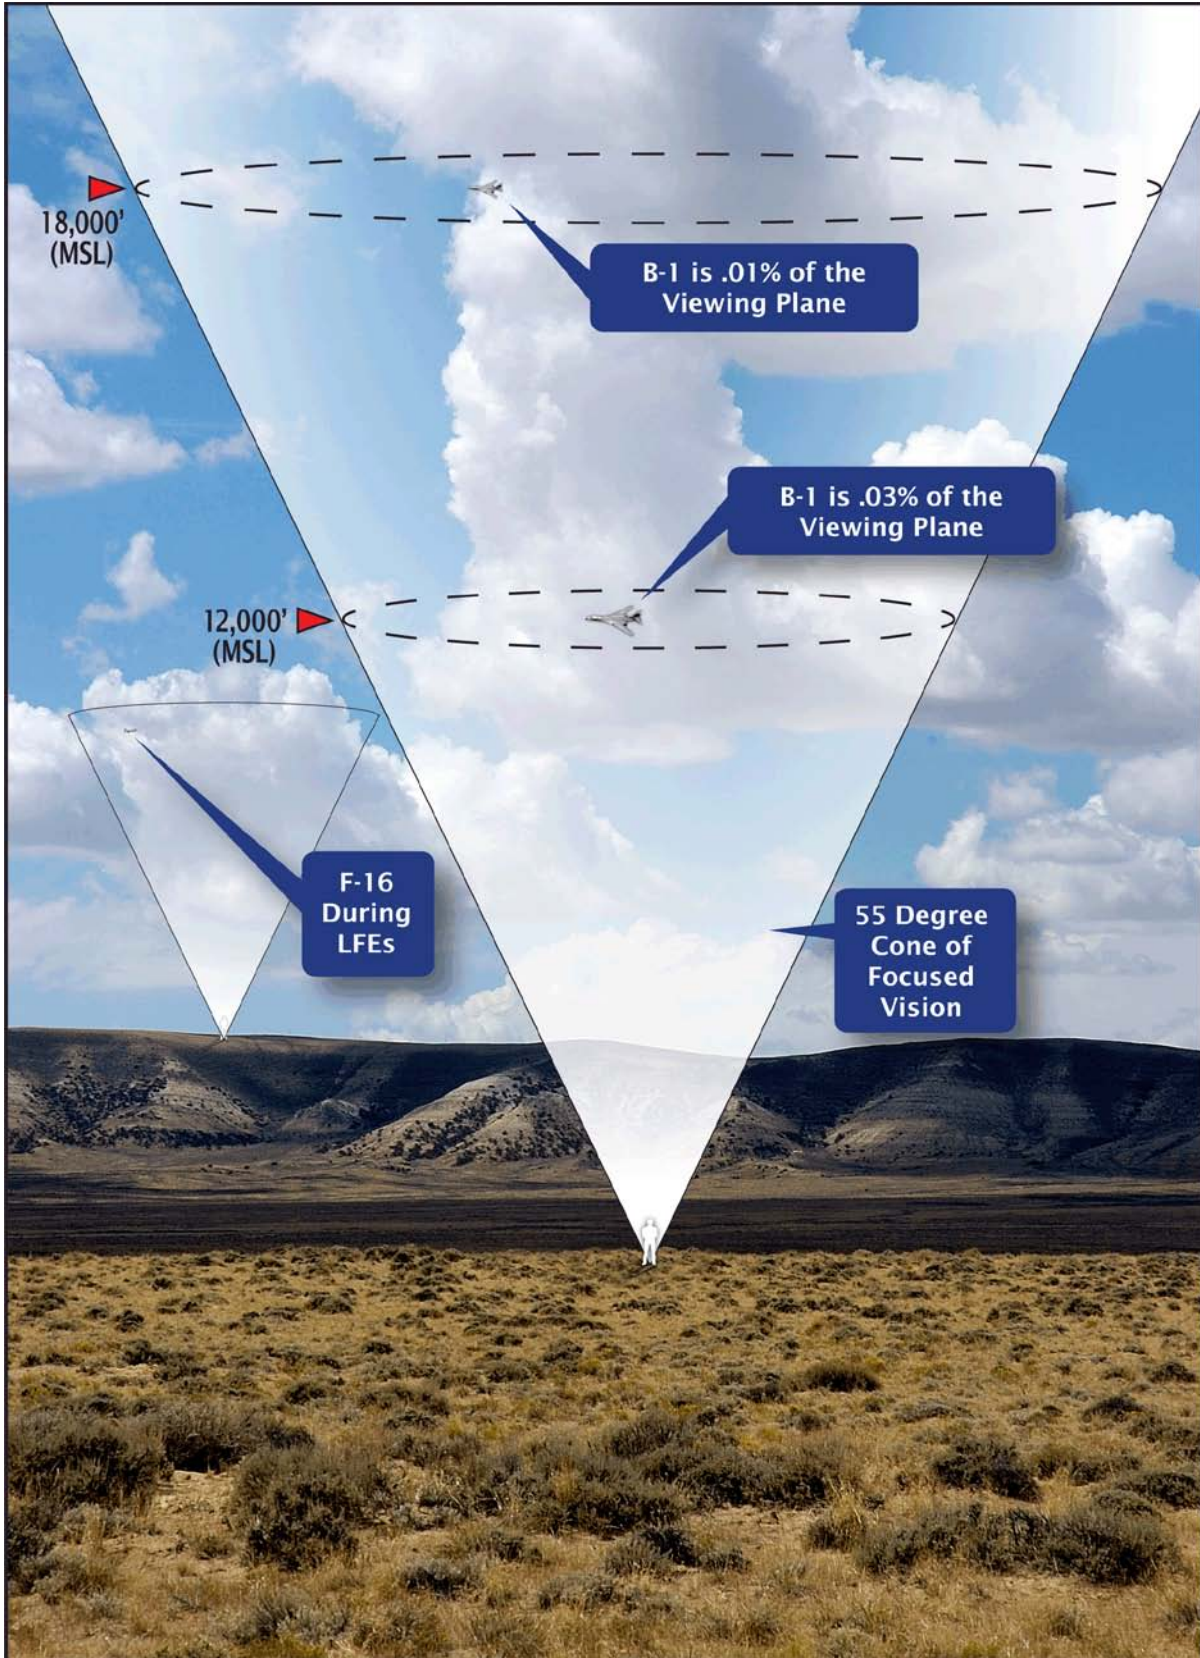 18,000'
(MSL)
B-1 is .01% of the
Viewing Plane
B-1 is .03% of the
Viewing Plane
12,000'
(MSL)
F-16
During
LFEs
55 Degree
Cone of
Focused
Vision